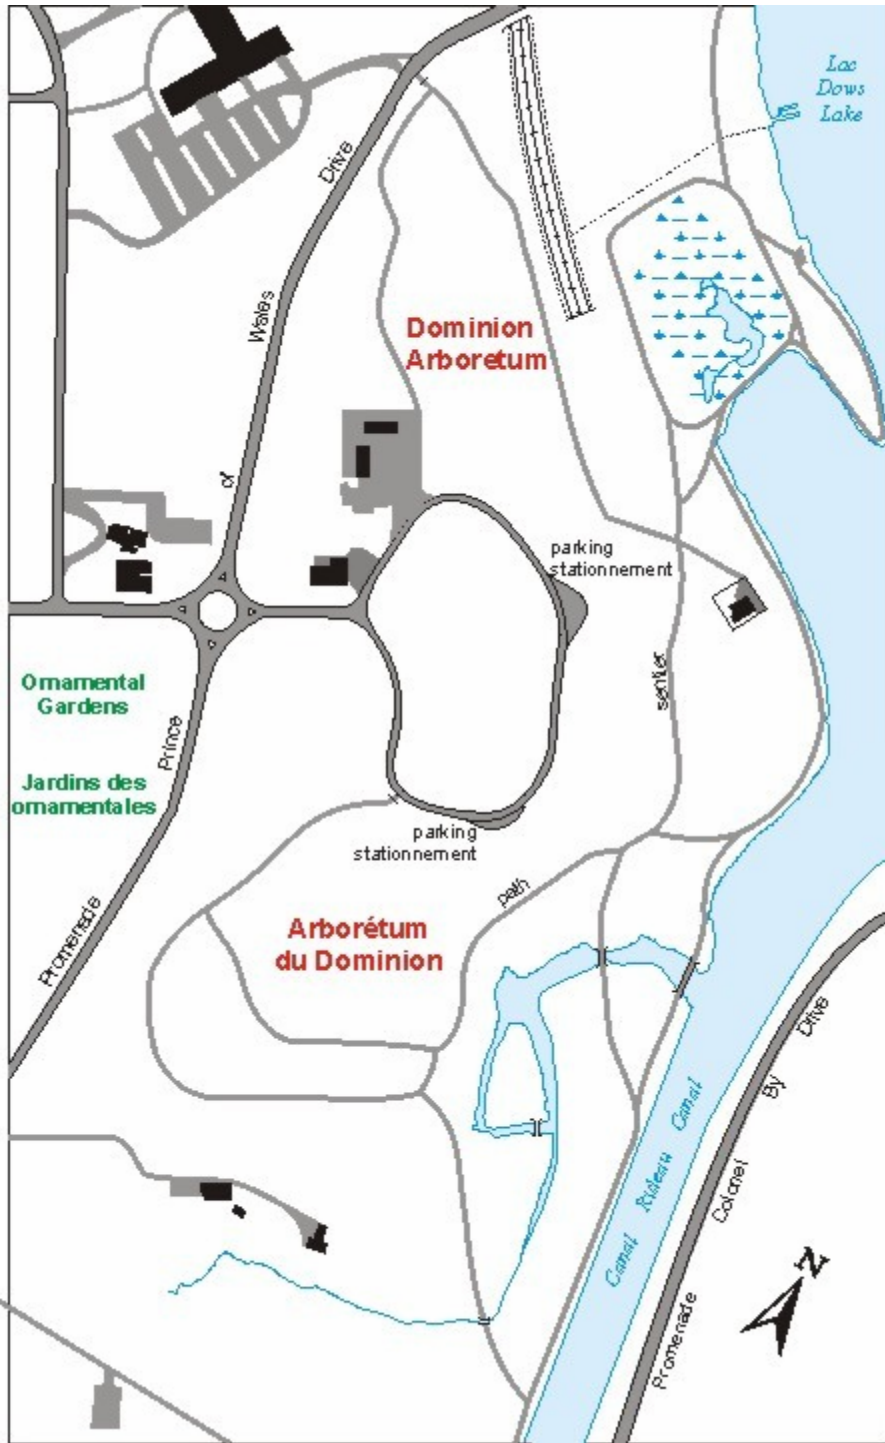 Lac
Dows
Lake
Drive
Wales
of
Prince
Promenade
Dominion
Arboretum
parking
stationnement
Ornamental
Gardens
Jardins des
ornamentales
sentier
parking
stationnement
path
Arborétum
du Dominion
Canal Rideau Canal
Promenade Colonel By Drive
N